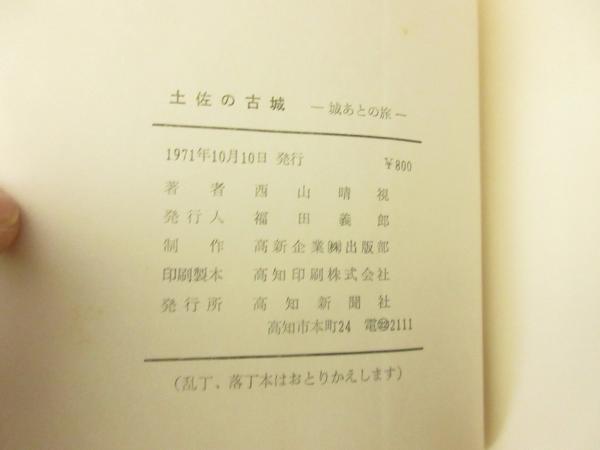 土佐の古城 ―城あとの旅―
1971年10月10日 発行 ¥800
著者 西山晴視
発行人 福田義郎
制作 高新企業㈱出版部
印刷製本 高知印刷株式会社
発行所 高知新聞社
高知市本町24 電㉒2111
(乱丁、落丁本はおとりかえします)